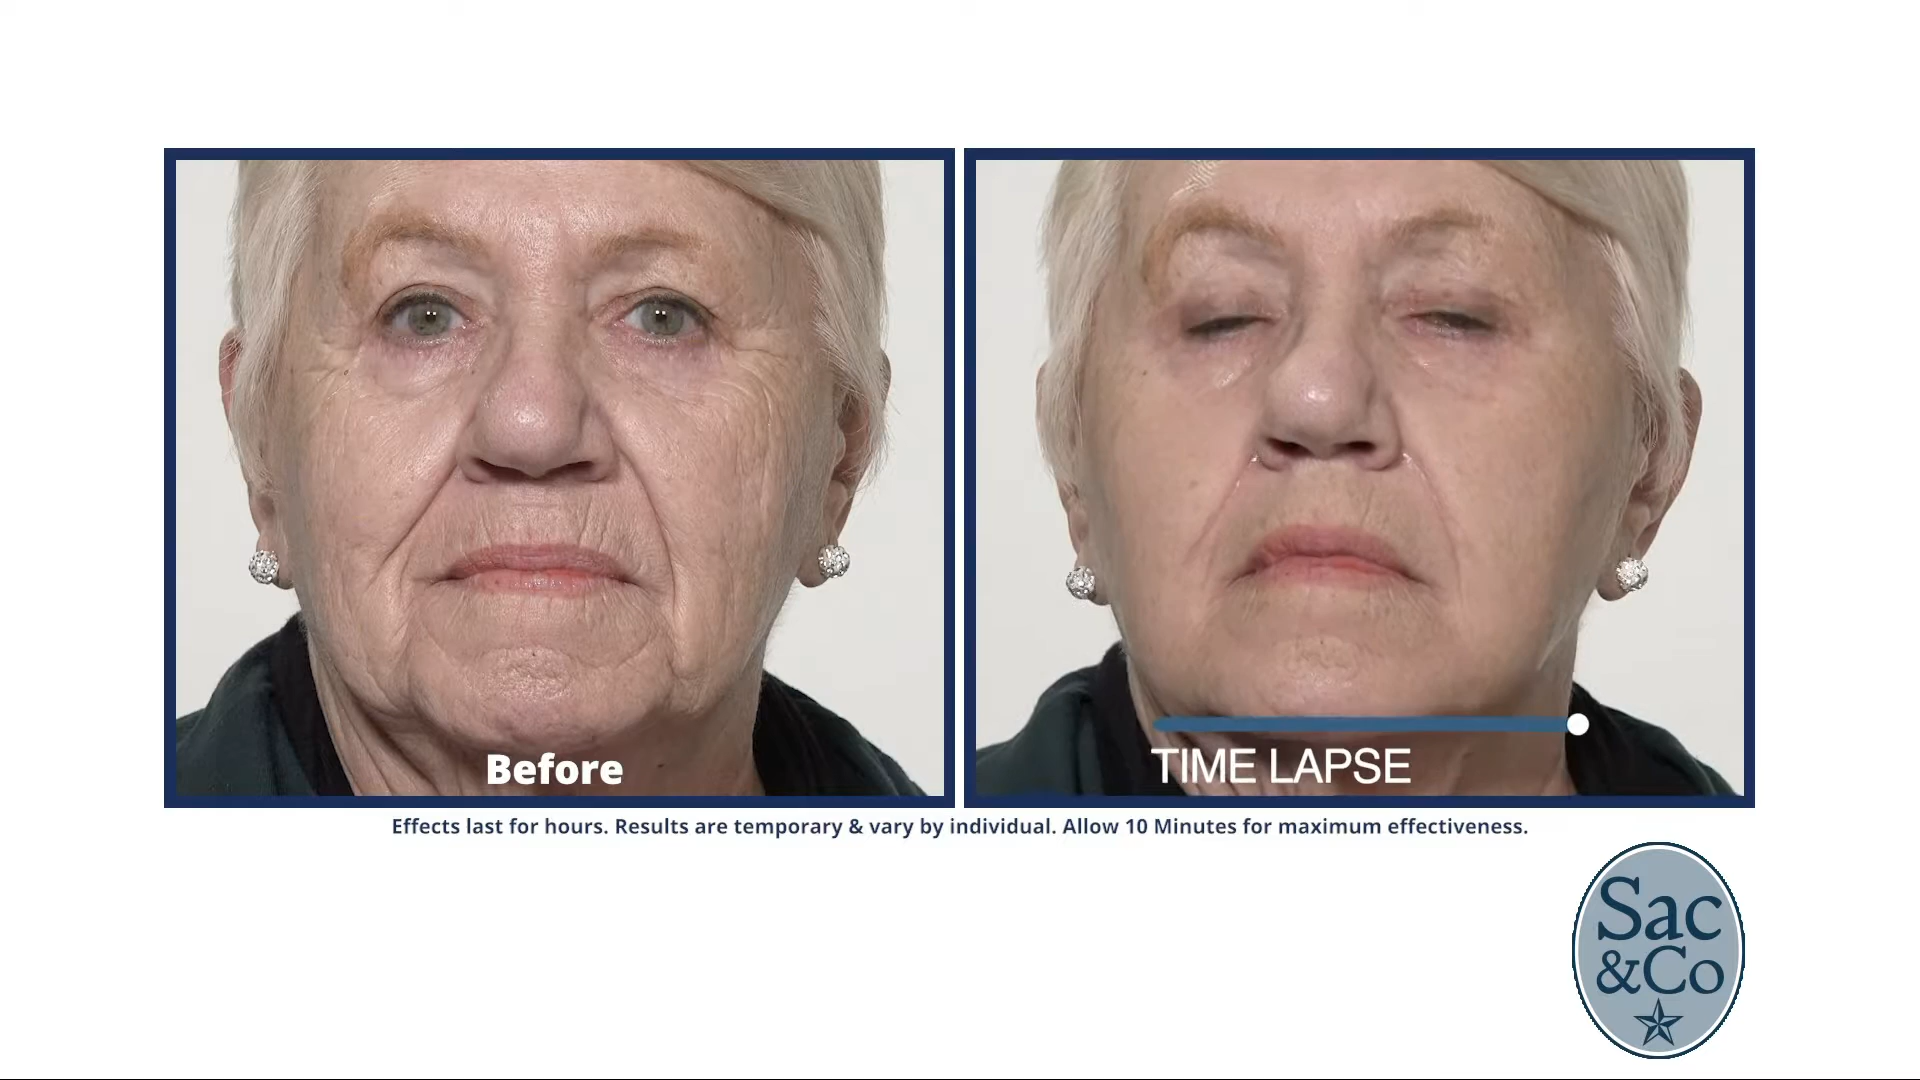 Before
TIME LAPSE
Effects last for hours. Results are temporary & vary by individual. Allow 10 Minutes for maximum effectiveness.
Sac
&Co